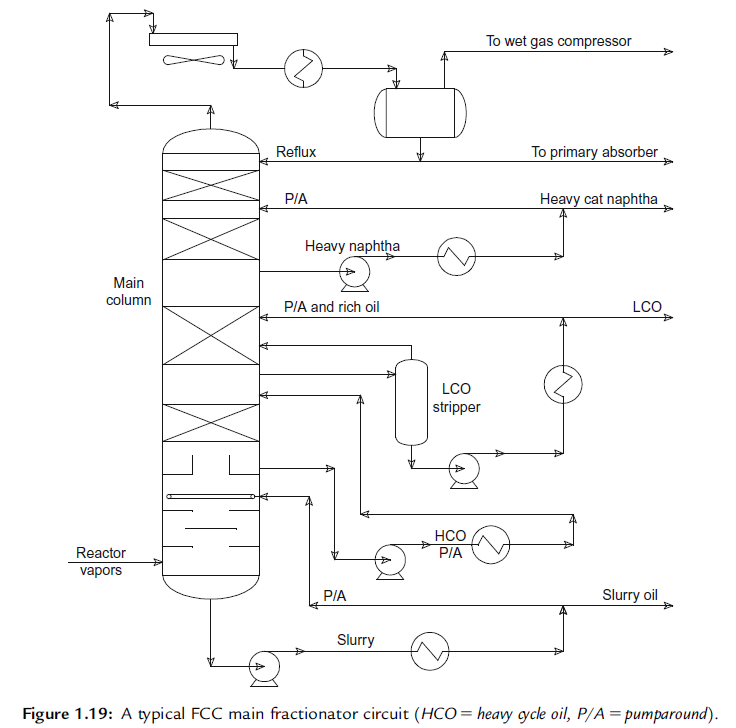 To wet gas compressor
Reflux
To primary absorber
P/A
Heavy cat naphtha
Heavy naphtha
Main
column
P/A and rich oil
LCO
LCO
stripper
HCO
P/A
Reactor
vapors
P/A
Slurry oil
Slurry
Figure 1.19: A typical FCC main fractionator circuit (HCO = heavy cycle oil, P/A = pumparound).